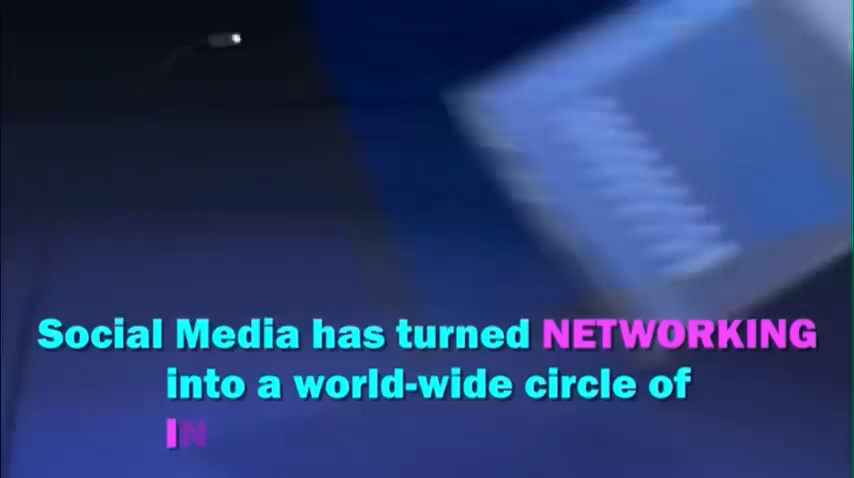 Social Media has turned NETWORKING
into a world-wide circle of
IN